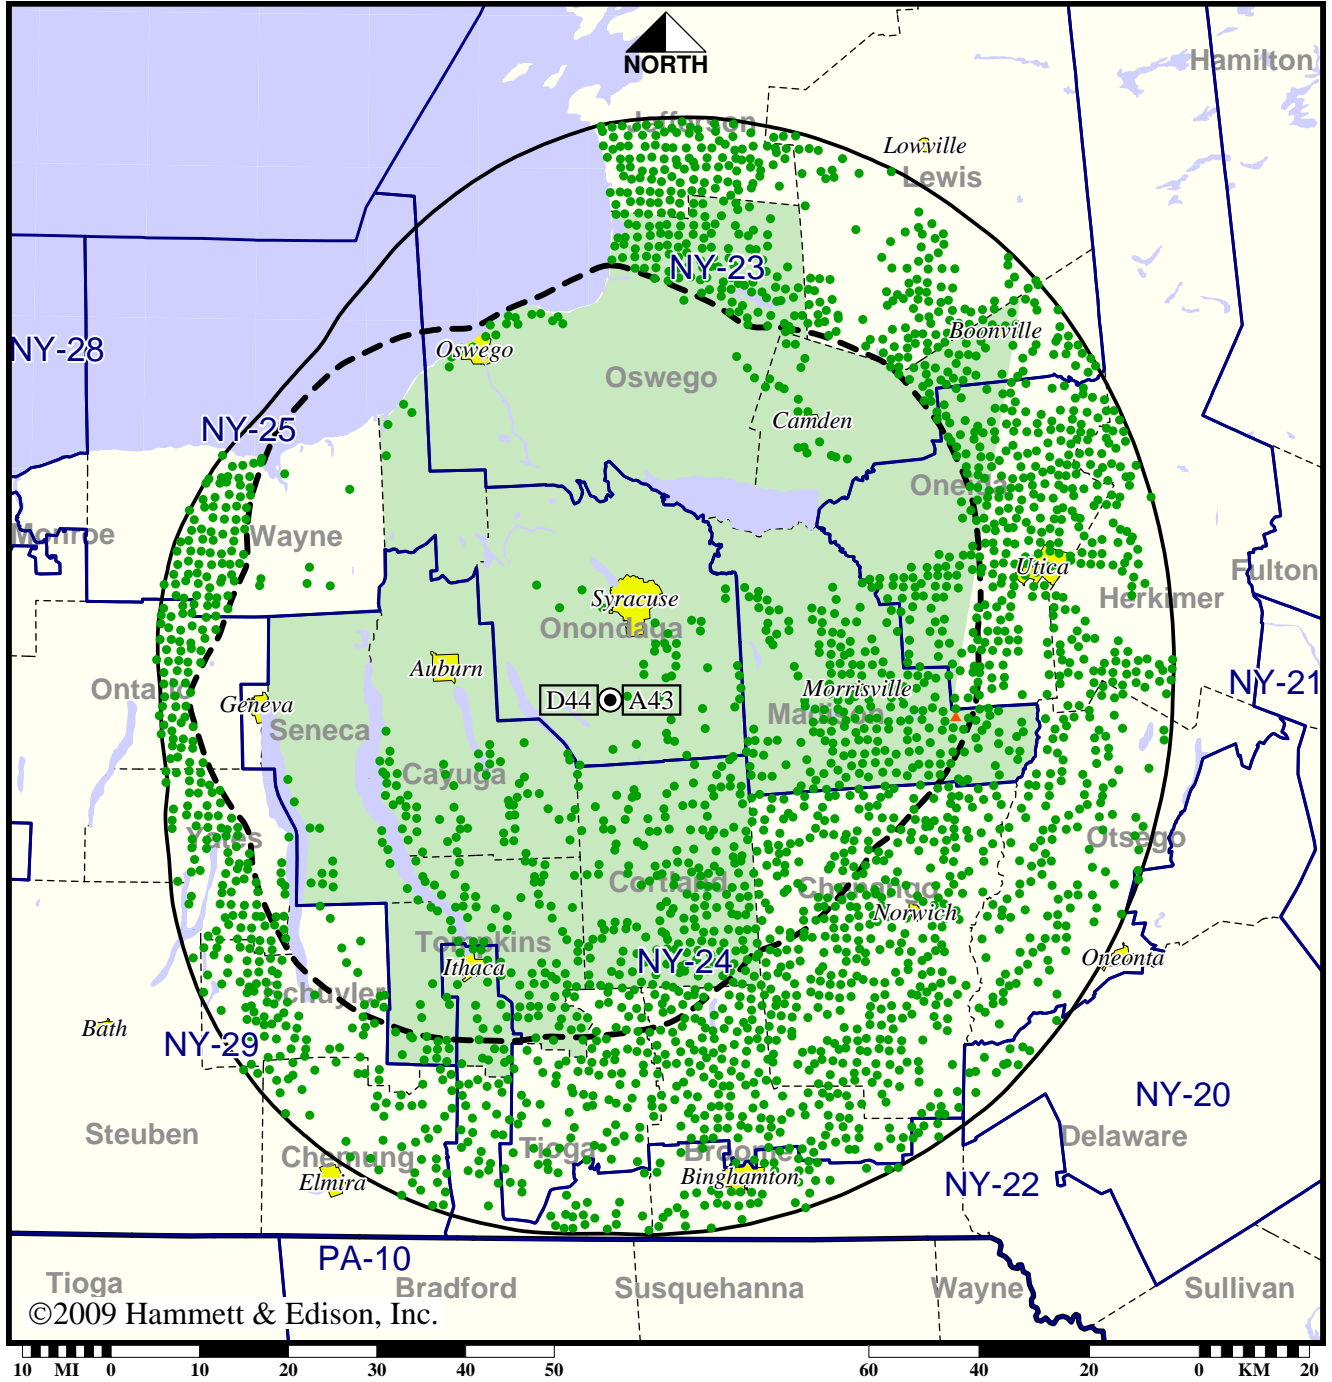 NORTH
Hamilton
Jefferson
Lowville
Lewis
NY-23
Boonville
NY-28
Oswego
Oswego
Camden
NY-25
Oneida
Monroe
Wayne
Utica
Fulton
Herkimer
Syracuse
Onondaga
Auburn
Ontario
Geneva
Seneca
D44
A43
Morrisville
Madison
NY-21
Cayuga
Yates
Otsego
Cortland
Chenango
Norwich
Tompkins
Ithaca
NY-24
Oneonta
chuyler
Bath
NY-29
NY-20
Steuben
Delaware
Chemung
Elmira
Tioga
Broome
Binghamton
NY-22
PA-10
Tioga
Bradford
Susquehanna
Wayne
Sullivan
©2009 Hammett & Edison, Inc.
10 MI 0 10 20 30 40 50
60 40 20 0 KM 20